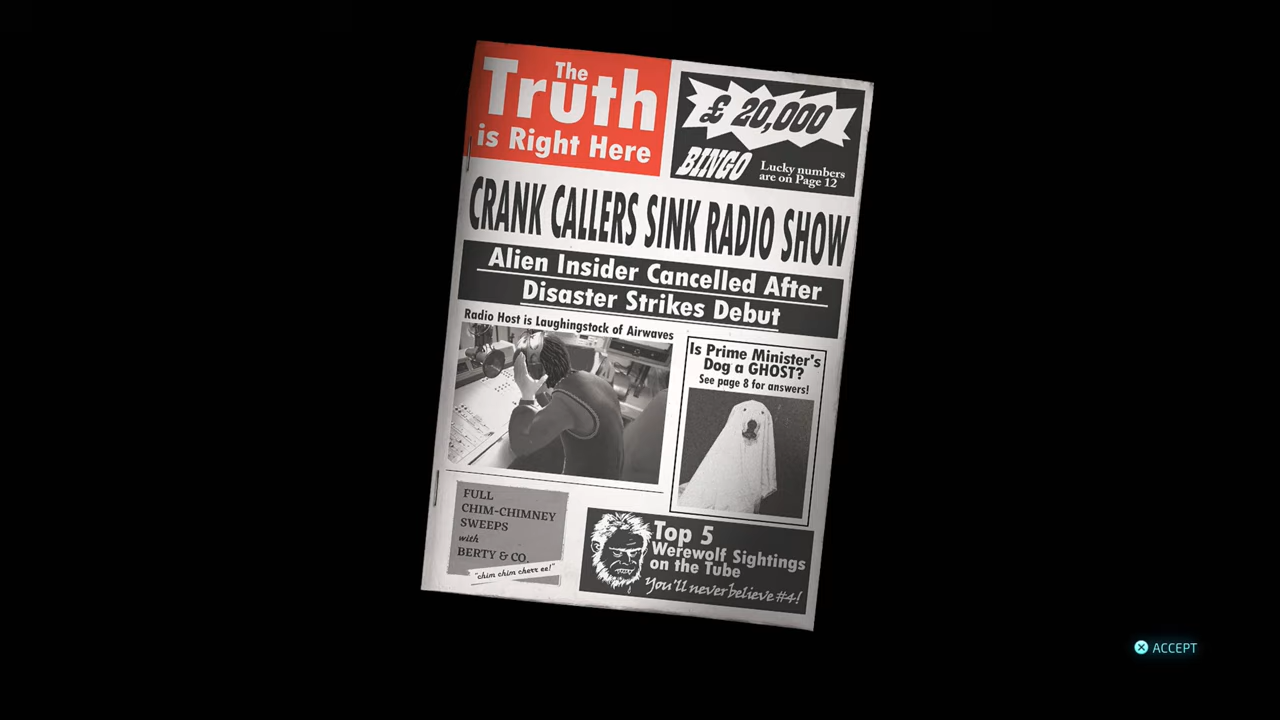 The
Truth
is Right Here
£ 20,000
BINGO
Lucky numbers
are on Page 12
CRANK CALLERS SINK RADIO SHOW
Alien Insider Cancelled After
Disaster Strikes Debut
Radio Host is Laughingstock of Airwaves
Is Prime Minister's
Dog a GHOST?
See page 8 for answers!
FULL
CHIM-CHIMNEY
SWEEPS
with
BERTY & CO.
"chim chim cherr ee!"
Top 5
Werewolf Sightings
on the Tube
You'll never believe #4!
ACCEPT